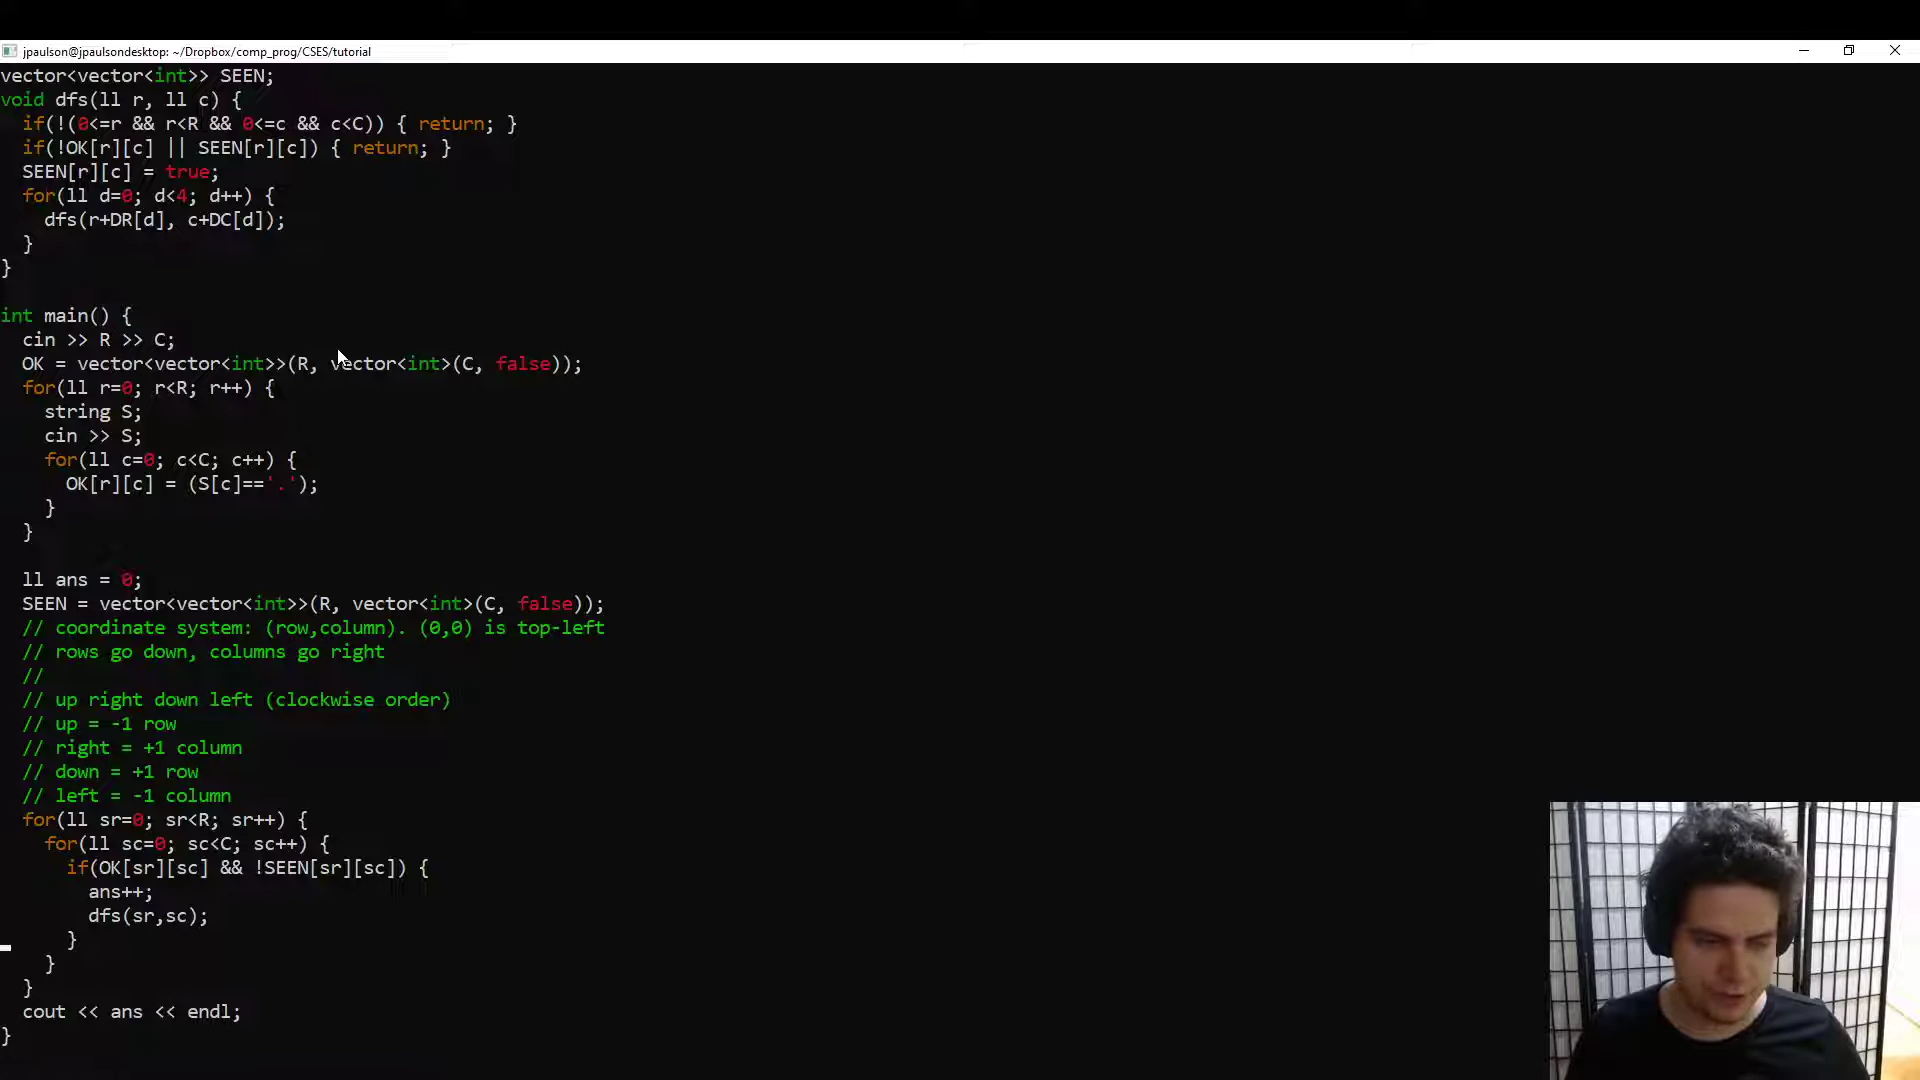 jpaulson@jpaulsondesktop: ~/Dropbox/comp_prog/CSES/tutorial
vector<vector<int>> SEEN;
void dfs(ll r, ll c) {
  if(!(0<=r && r<R && 0<=c && c<C)) { return; }
  if(!OK[r][c] || SEEN[r][c]) { return; }
  SEEN[r][c] = true;
  for(ll d=0; d<4; d++) {
    dfs(r+DR[d], c+DC[d]);
  }
}

int main() {
  cin >> R >> C;
  OK = vector<vector<int>>(R, vector<int>(C, false));
  for(ll r=0; r<R; r++) {
    string S;
    cin >> S;
    for(ll c=0; c<C; c++) {
      OK[r][c] = (S[c]=='.');
    }
  }

  ll ans = 0;
  SEEN = vector<vector<int>>(R, vector<int>(C, false));
  // coordinate system: (row,column). (0,0) is top-left
  // rows go down, columns go right
  //
  // up right down left (clockwise order)
  // up = -1 row
  // right = +1 column
  // down = +1 row
  // left = -1 column
  for(ll sr=0; sr<R; sr++) {
    for(ll sc=0; sc<C; sc++) {
      if(OK[sr][sc] && !SEEN[sr][sc]) {
        ans++;
        dfs(sr,sc);
      }
    }
  }
  cout << ans << endl;
}